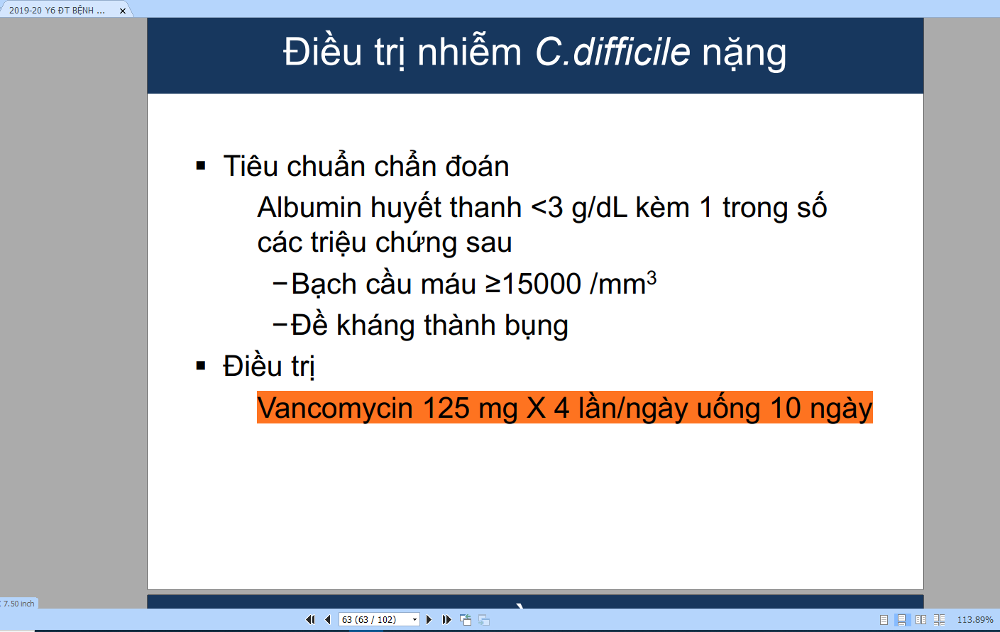 2019-20 Y6 ĐT BỆNH ...
Điều trị nhiễm C.difficile nặng
▪ Tiêu chuẩn chẩn đoán
Albumin huyết thanh <3 g/dL kèm 1 trong số
các triệu chứng sau
−Bạch cầu máu ≥15000 /mm³
−Đề kháng thành bụng
▪ Điều trị
Vancomycin 125 mg X 4 lần/ngày uống 10 ngày
7.50 inch
63 (63 / 102)
113.89%